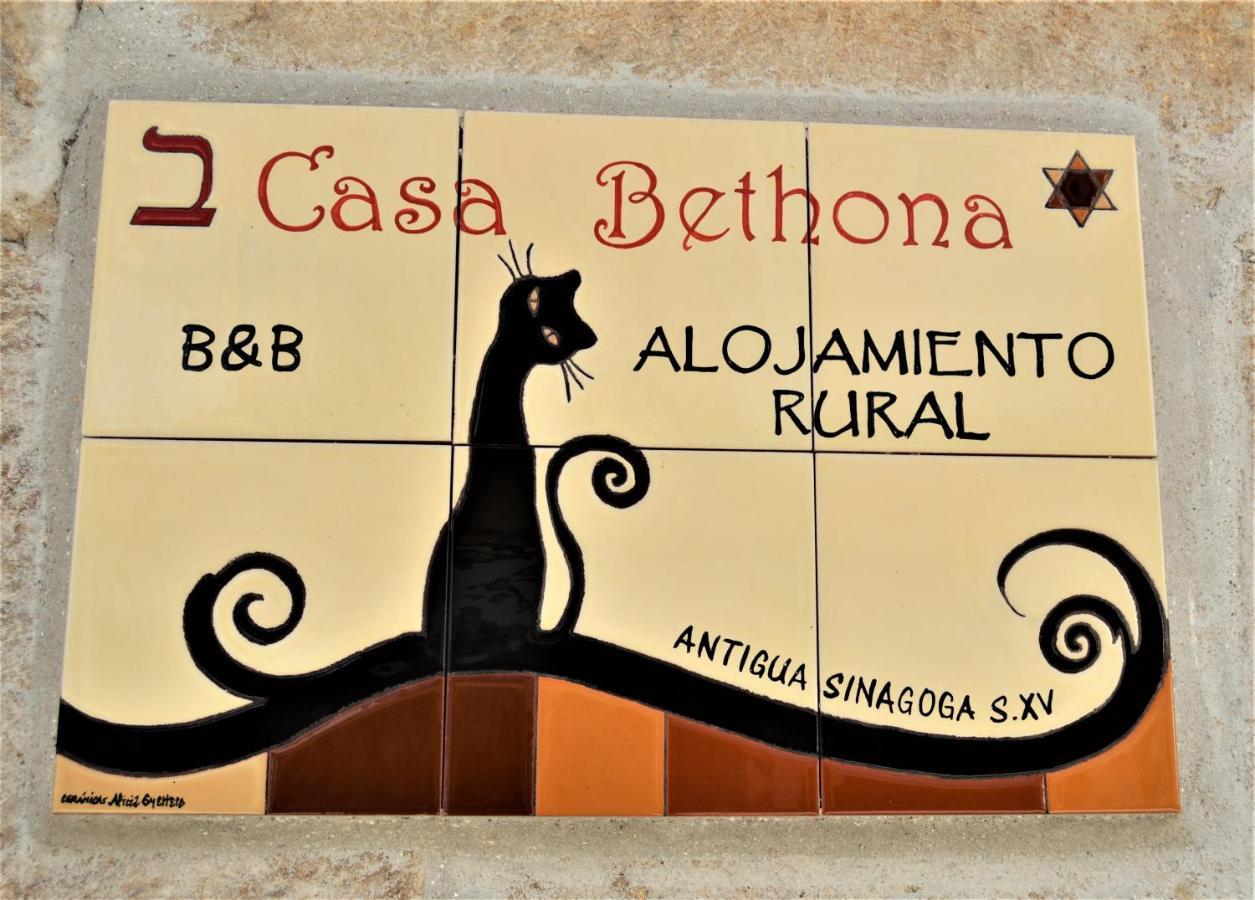 ב Casa Bethona
B&B
ALOJAMIENTO
RURAL
ANTIGUA SINAGOGA S.XV